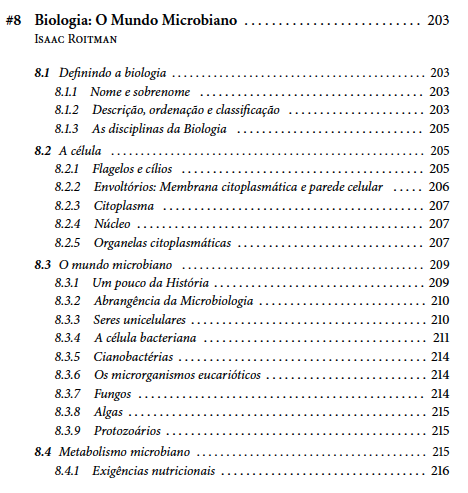 #8 Biologia: O Mundo Microbiano ........................... 203
Isaac Roitman
8.1 Definindo a biologia ........................................ 203
8.1.1 Nome e sobrenome ................................... 203
8.1.2 Descrição, ordenação e classificação ..................... 203
8.1.3 As disciplinas da Biologia .............................. 205
8.2 A célula .................................................... 205
8.2.1 Flagelos e cílios ....................................... 205
8.2.2 Envoltórios: Membrana citoplasmática e parede celular ..... 206
8.2.3 Citoplasma .......................................... 207
8.2.4 Núcleo .............................................. 207
8.2.5 Organelas citoplasmáticas ............................. 207
8.3 O mundo microbiano ...................................... 209
8.3.1 Um pouco da História ................................ 209
8.3.2 Abrangência da Microbiologia ......................... 210
8.3.3 Seres unicelulares .................................... 210
8.3.4 A célula bacteriana ................................... 211
8.3.5 Cianobactérias ....................................... 214
8.3.6 Os microrganismos eucarióticos ........................ 214
8.3.7 Fungos .............................................. 214
8.3.8 Algas ............................................... 215
8.3.9 Protozoários ......................................... 215
8.4 Metabolismo microbiano .................................... 215
8.4.1 Exigências nutricionais ................................ 216